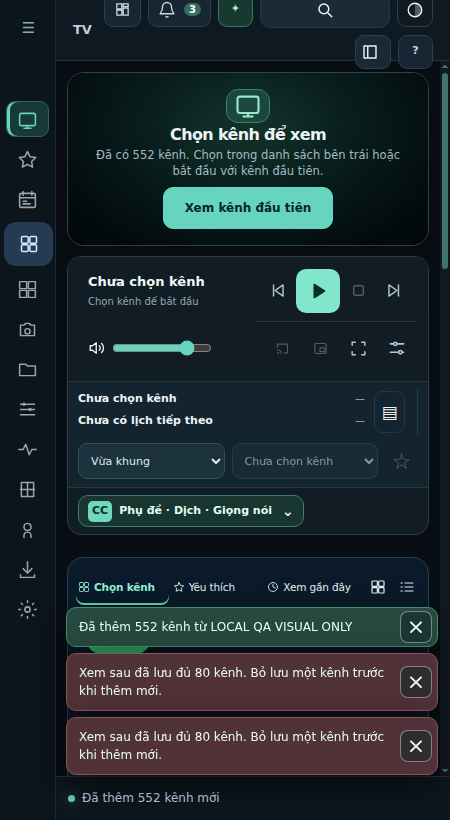 TV
3
?
Chọn kênh để xem
Đã có 552 kênh. Chọn trong danh sách bên trái hoặc
bắt đầu với kênh đầu tiên.
Xem kênh đầu tiên
Chưa chọn kênh
Chọn kênh để bắt đầu
Chưa chọn kênh —
Chưa có lịch tiếp theo —
Vừa khung Chưa chọn kênh
CC Phụ đề · Dịch · Giọng nói
Chọn kênh Yêu thích Xem gần đây
Đã thêm 552 kênh từ LOCAL QA VISUAL ONLY
Xem sau đã lưu đủ 80 kênh. Bỏ lưu một kênh trước
khi thêm mới.
Xem sau đã lưu đủ 80 kênh. Bỏ lưu một kênh trước
khi thêm mới.
Đã thêm 552 kênh mới